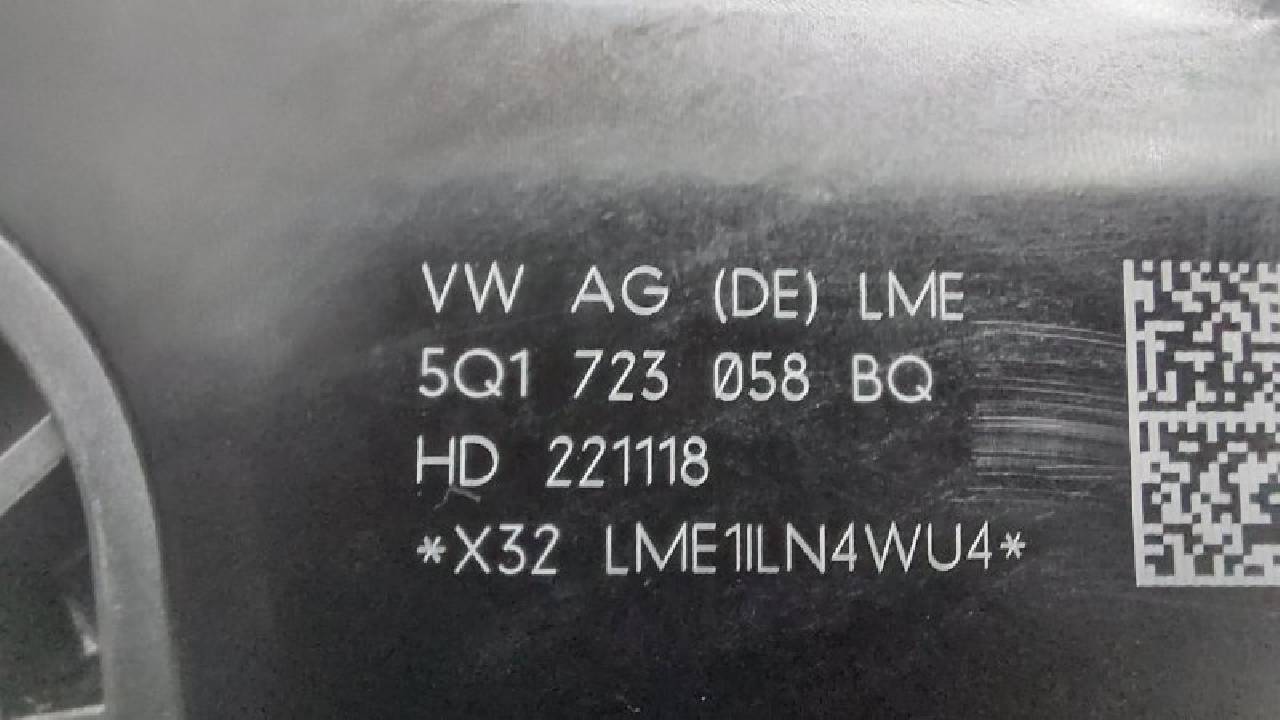 VW AG (DE) LME
5Q1 723 058 BQ
HD 221118
*X32 LME1ILN4WU4*